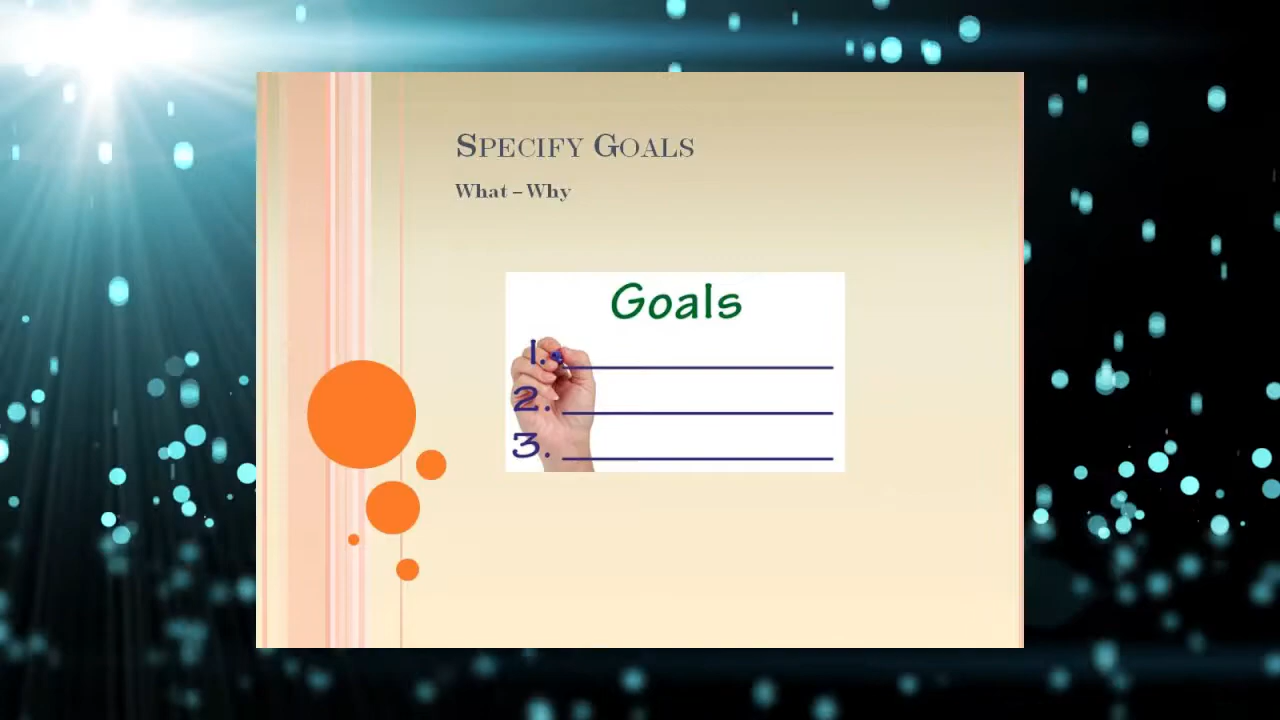 Specify Goals
What – Why
Goals
1.
2.
3.